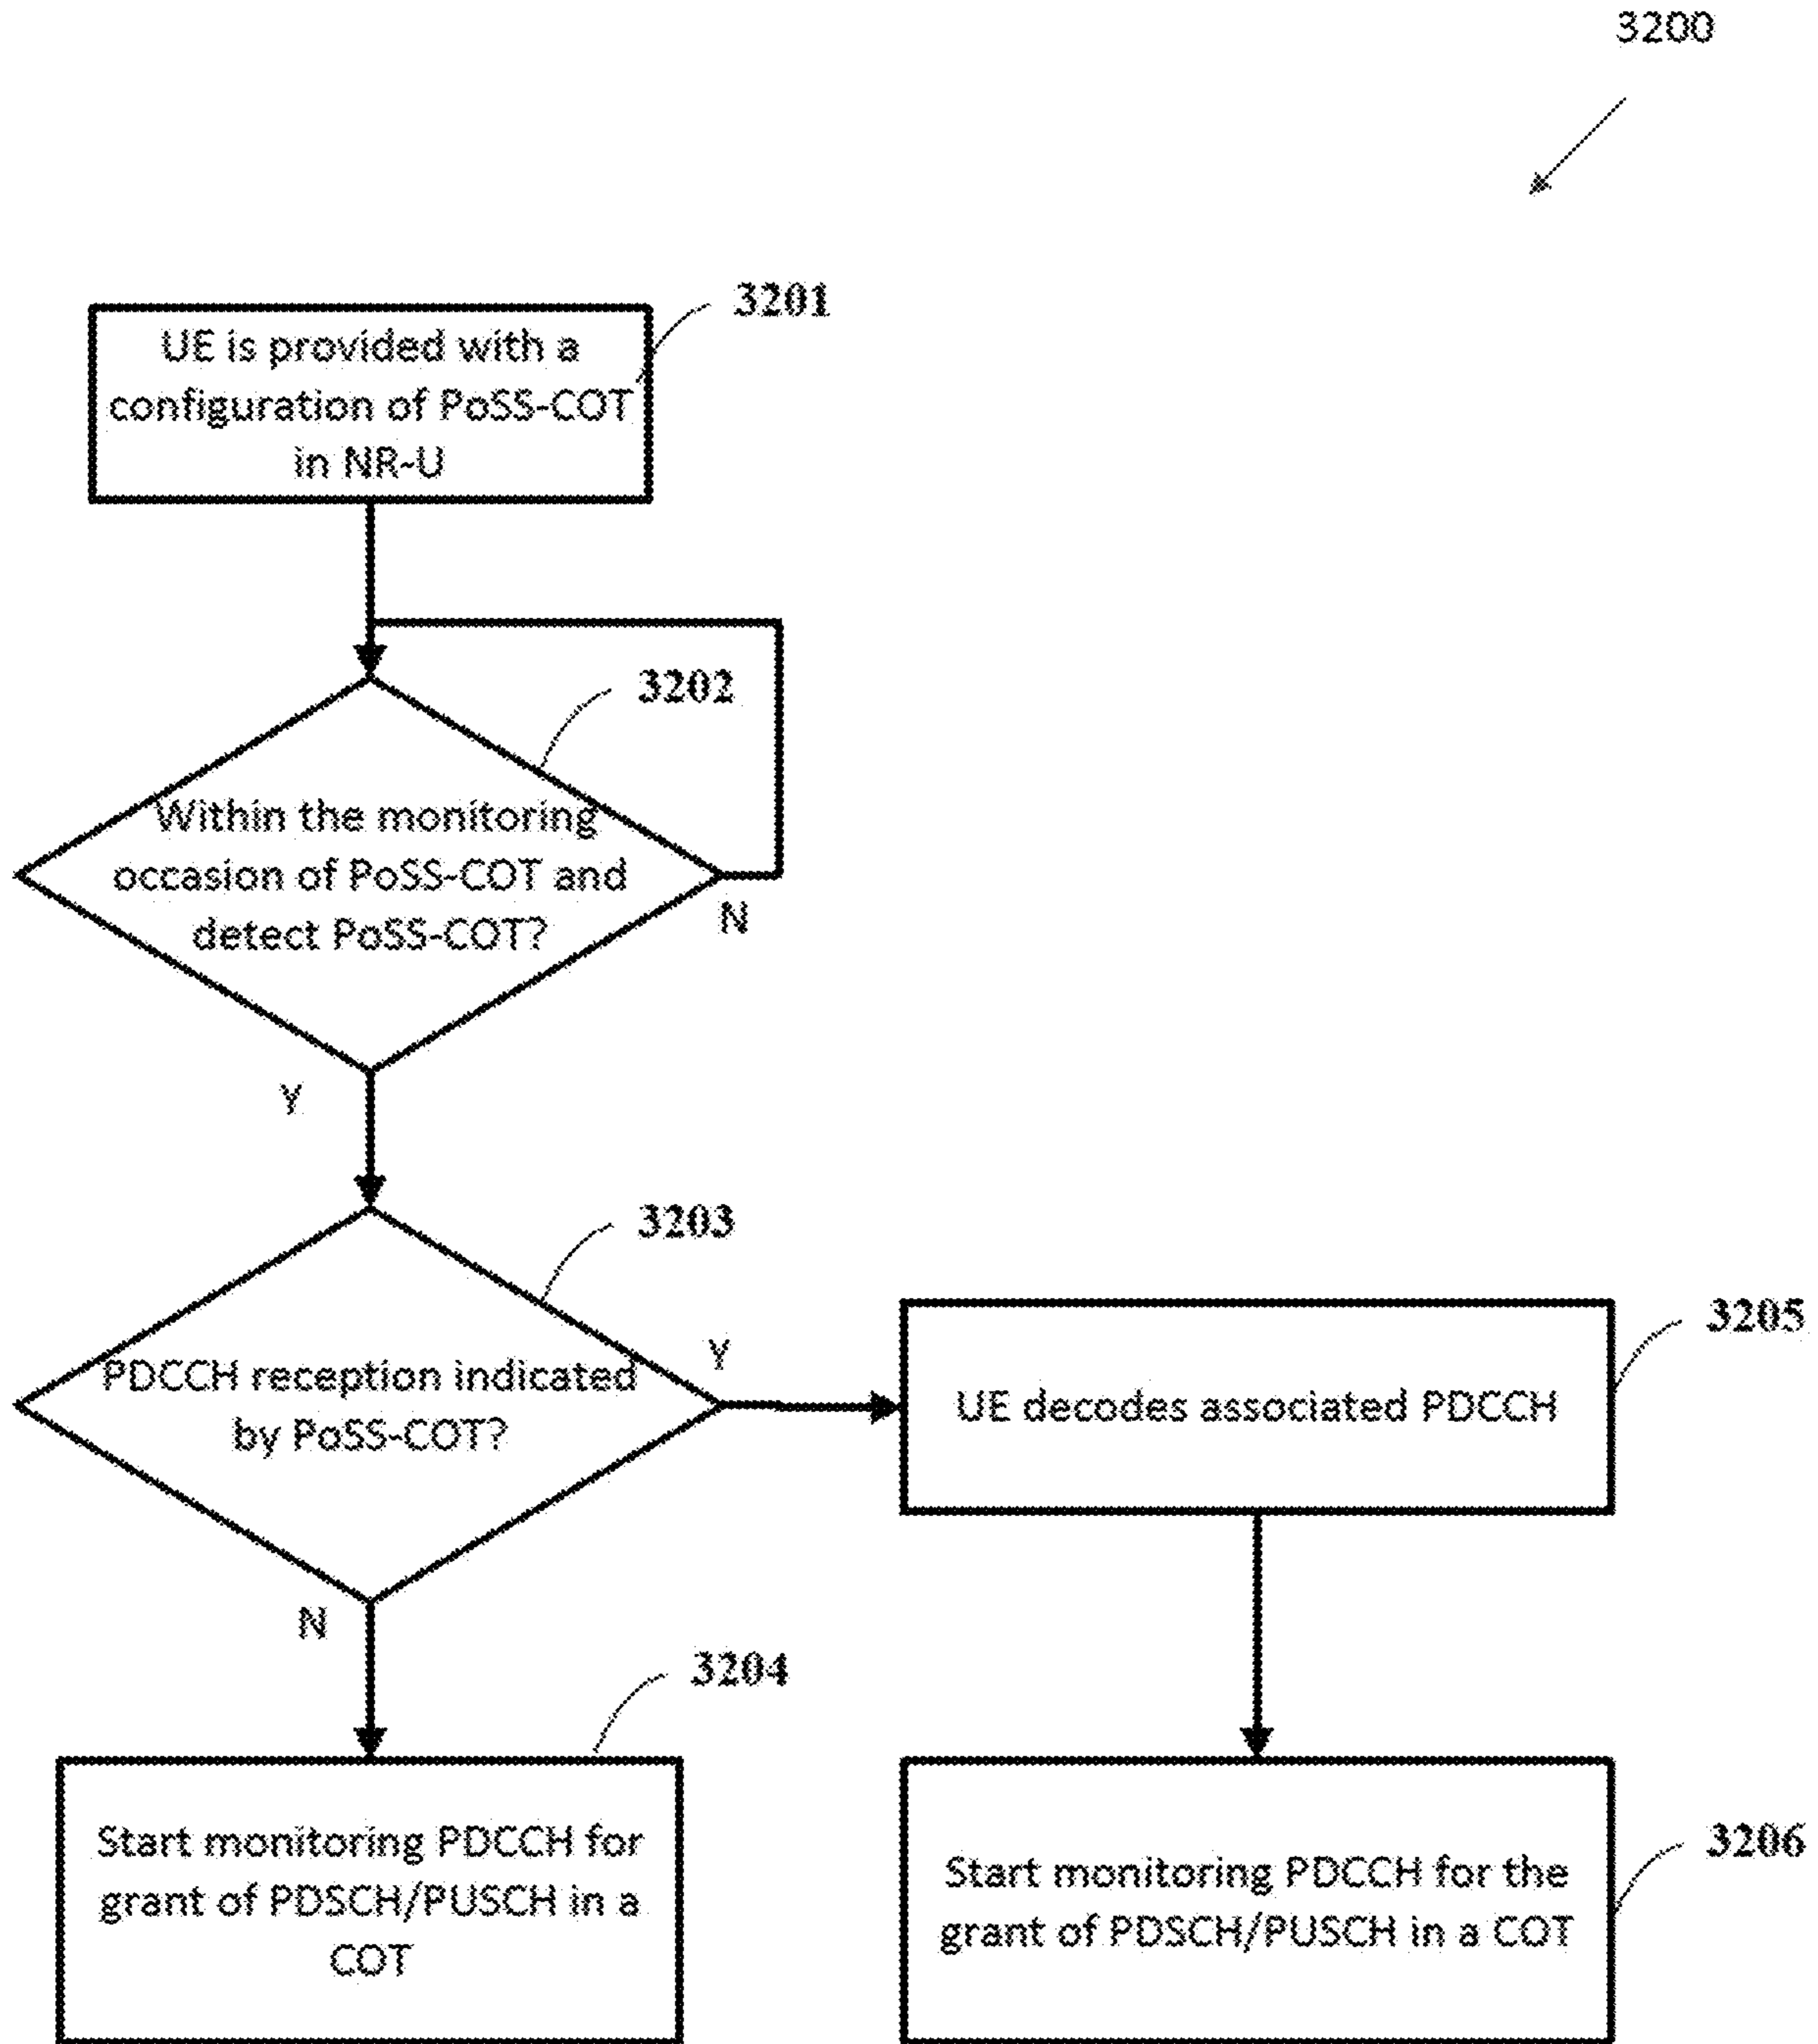 3200
3201
UE is provided with a
configuration of PoSS-COT
in NR-U
3202
Within the monitoring
occasion of PoSS-COT and
detect PoSS-COT?
N
Y
3203
PDCCH reception indicated
by PoSS-COT?
Y
3205
UE decodes associated PDCCH
N
3204
Start monitoring PDCCH for
grant of PDSCH/PUSCH in a
COT
3206
Start monitoring PDCCH for the
grant of PDSCH/PUSCH in a COT